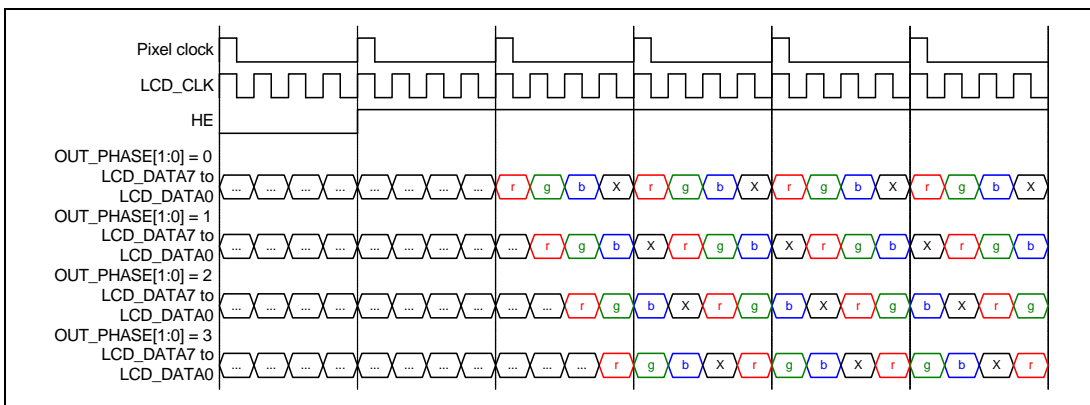 Pixel clock
LCD_CLK
HE
OUT_PHASE[1:0] = 0
LCD_DATA7 to
LCD_DATA0
... ... ... ... ... ... ... ... r g b X r g b X r g b X r g b X
OUT_PHASE[1:0] = 1
LCD_DATA7 to
LCD_DATA0
... ... ... ... ... ... ... ... ... r g b X r g b X r g b X r g b
OUT_PHASE[1:0] = 2
LCD_DATA7 to
LCD_DATA0
... ... ... ... ... ... ... ... ... ... r g b X r g b X r g b X r g
OUT_PHASE[1:0] = 3
LCD_DATA7 to
LCD_DATA0
... ... ... ... ... ... ... ... ... ... ... r g b X r g b X r g b X r